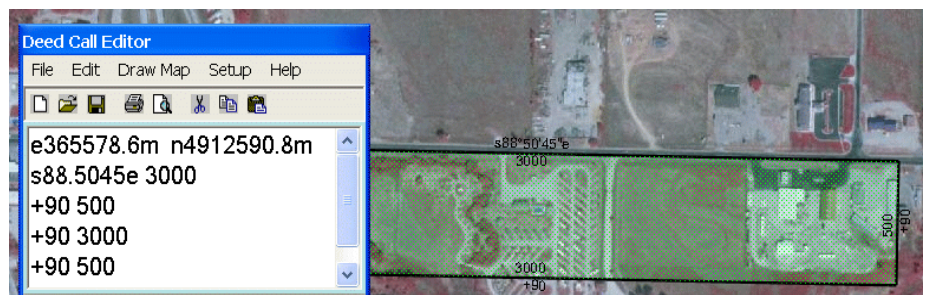 Deed Call Editor
File Edit Draw Map Setup Help
e365578.6m n4912590.8m
s88.5045e 3000
+90 500
+90 3000
+90 500
s88°50'45"e
3000
500
+90
3000
+90